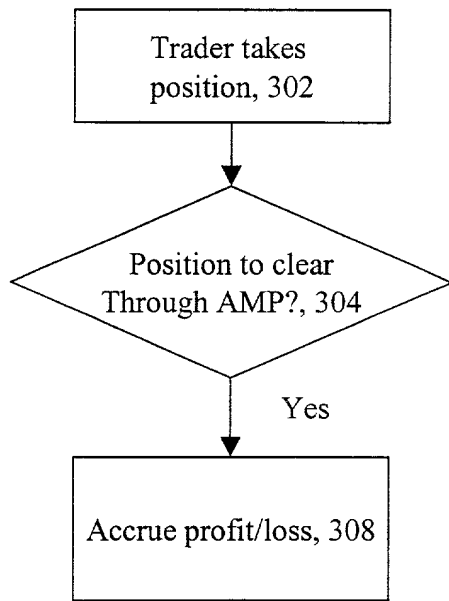 Trader takes
position, 302
Position to clear
Through AMP?, 304
Yes
Accrue profit/loss, 308